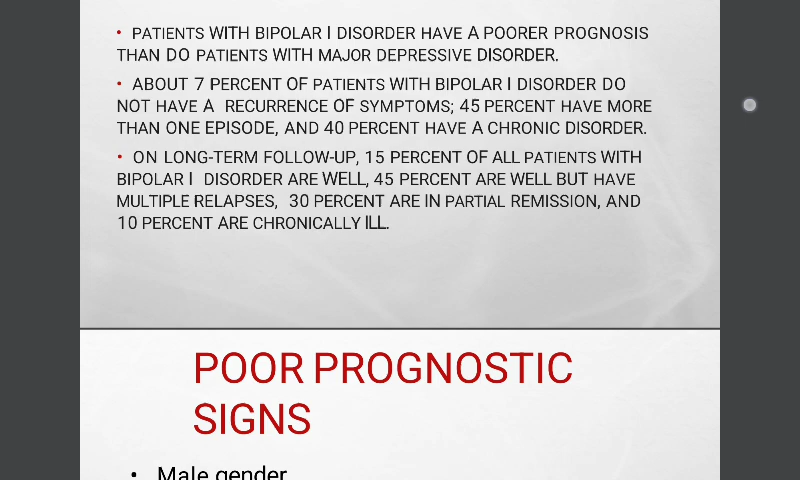 • PATIENTS WITH BIPOLAR I DISORDER HAVE A POORER PROGNOSIS
THAN DO PATIENTS WITH MAJOR DEPRESSIVE DISORDER.
• ABOUT 7 PERCENT OF PATIENTS WITH BIPOLAR I DISORDER DO
NOT HAVE A RECURRENCE OF SYMPTOMS; 45 PERCENT HAVE MORE
THAN ONE EPISODE, AND 40 PERCENT HAVE A CHRONIC DISORDER.
• ON LONG-TERM FOLLOW-UP, 15 PERCENT OF ALL PATIENTS WITH
BIPOLAR I DISORDER ARE WELL, 45 PERCENT ARE WELL BUT HAVE
MULTIPLE RELAPSES, 30 PERCENT ARE IN PARTIAL REMISSION, AND
10 PERCENT ARE CHRONICALLY ILL.
POOR PROGNOSTIC
SIGNS
• Male gender